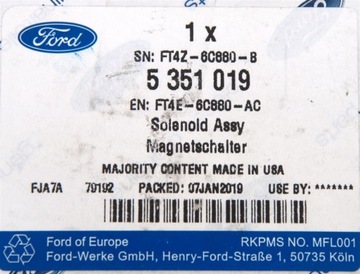 Ford
1 x
SN: FT4Z-6C880-B
5 351 019
EN: FT4E-6C880-AC
Solenoid Assy
Magnetschalter
MAJORITY CONTENT MADE IN USA
FJA7A 79192 PACKED: 07JAN2019 USE BY: *******
Ford of Europe RKPMS NO. MFL001
Ford-Werke GmbH, Henry-Ford-Straße 1, 50735 Köln